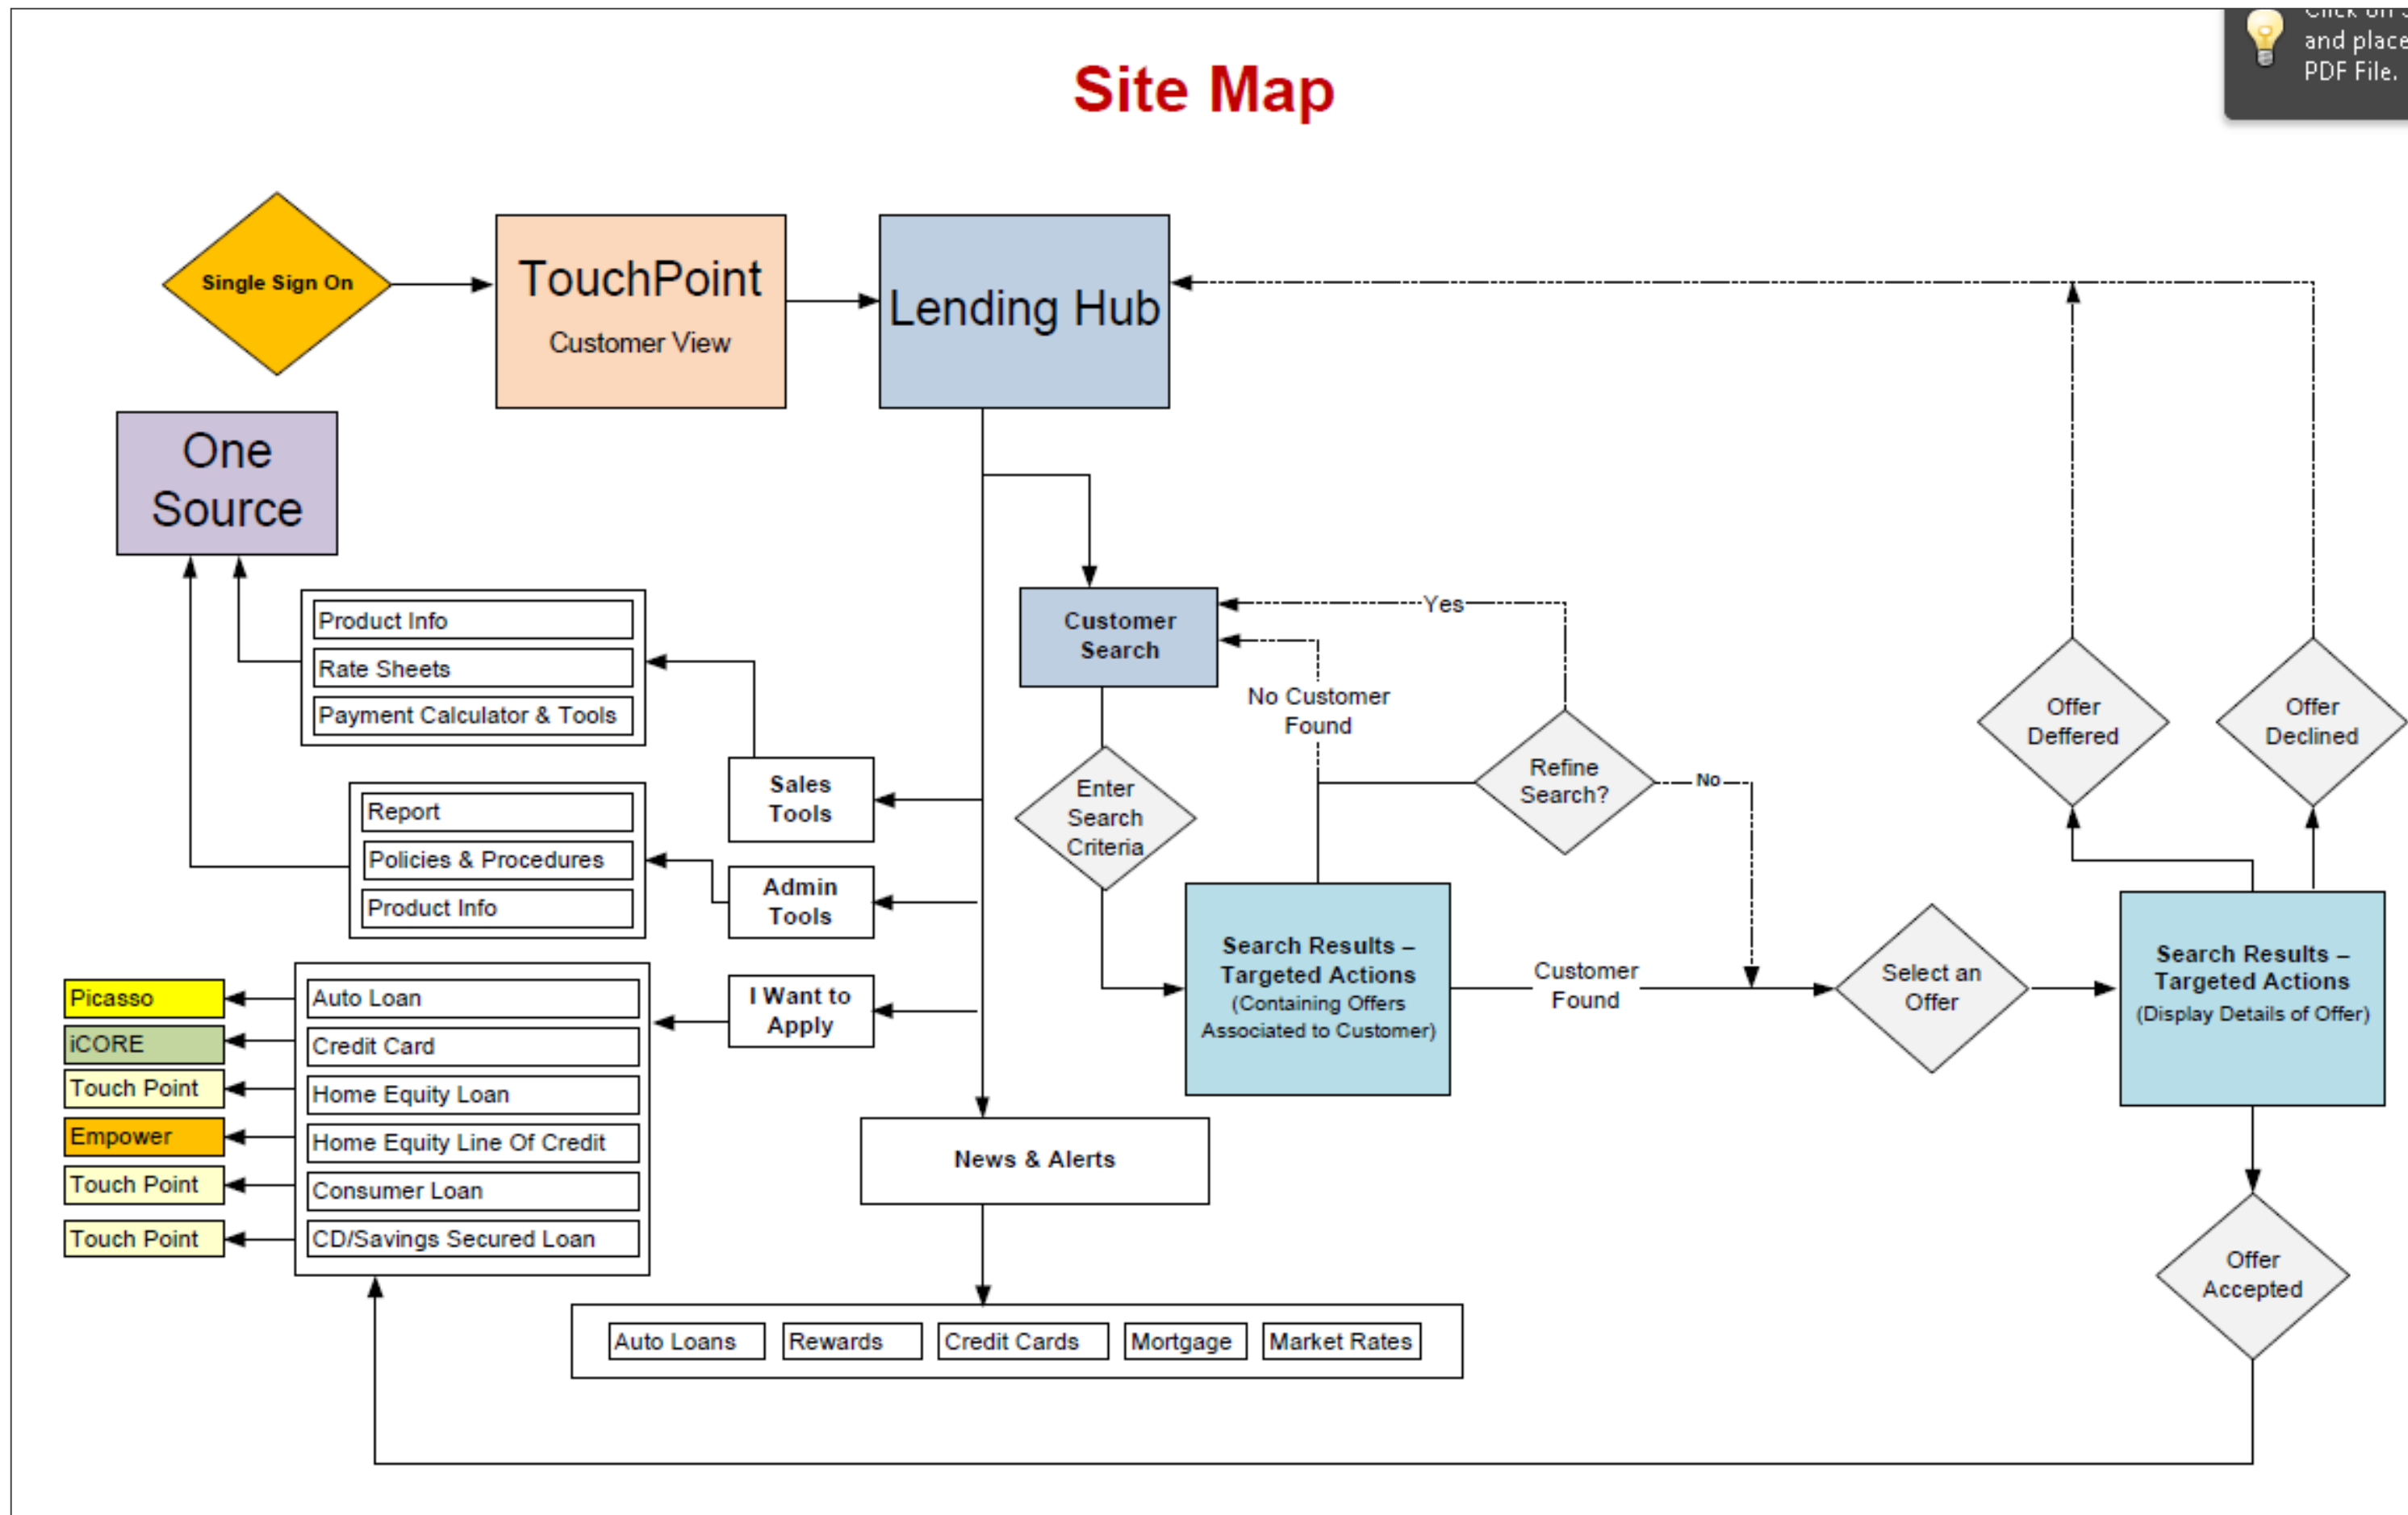 and place
PDF File.
Site Map
Single Sign On
TouchPoint
Customer View
Lending Hub
One
Source
Product Info
Rate Sheets
Payment Calculator & Tools
Customer
Search
Yes
No Customer
Found
Refine
Search?
No
Offer
Deffered
Offer
Declined
Sales
Tools
Enter
Search
Criteria
Report
Policies & Procedures
Product Info
Admin
Tools
Search Results –
Targeted Actions
(Containing Offers
Associated to Customer)
Customer
Found
Select an
Offer
Search Results –
Targeted Actions
(Display Details of Offer)
I Want to
Apply
Picasso
Auto Loan
iCORE
Credit Card
Touch Point
Home Equity Loan
Empower
Home Equity Line Of Credit
Touch Point
Consumer Loan
Touch Point
CD/Savings Secured Loan
News & Alerts
Offer
Accepted
Auto Loans
Rewards
Credit Cards
Mortgage
Market Rates